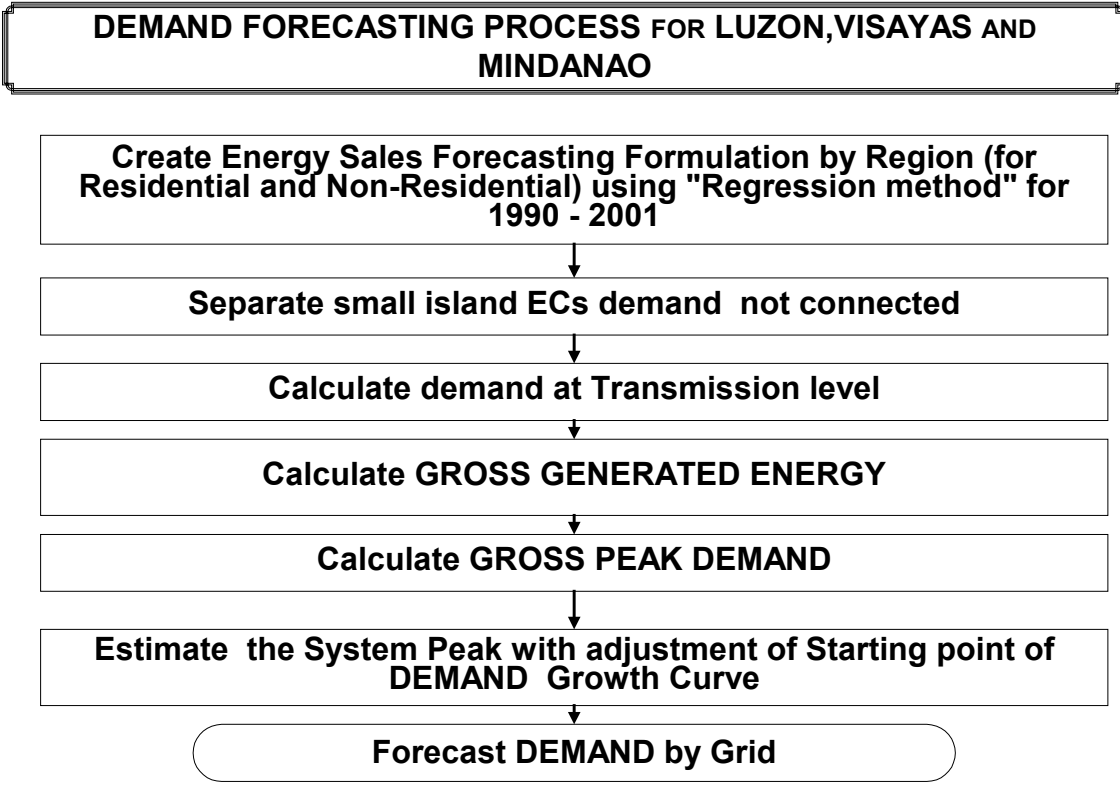 DEMAND FORECASTING PROCESS FOR LUZON,VISAYAS AND
MINDANAO
Create Energy Sales Forecasting Formulation by Region (for
Residential and Non-Residential) using "Regression method" for
1990 - 2001
Separate small island ECs demand not connected
Calculate demand at Transmission level
Calculate GROSS GENERATED ENERGY
Calculate GROSS PEAK DEMAND
Estimate the System Peak with adjustment of Starting point of
DEMAND Growth Curve
Forecast DEMAND by Grid